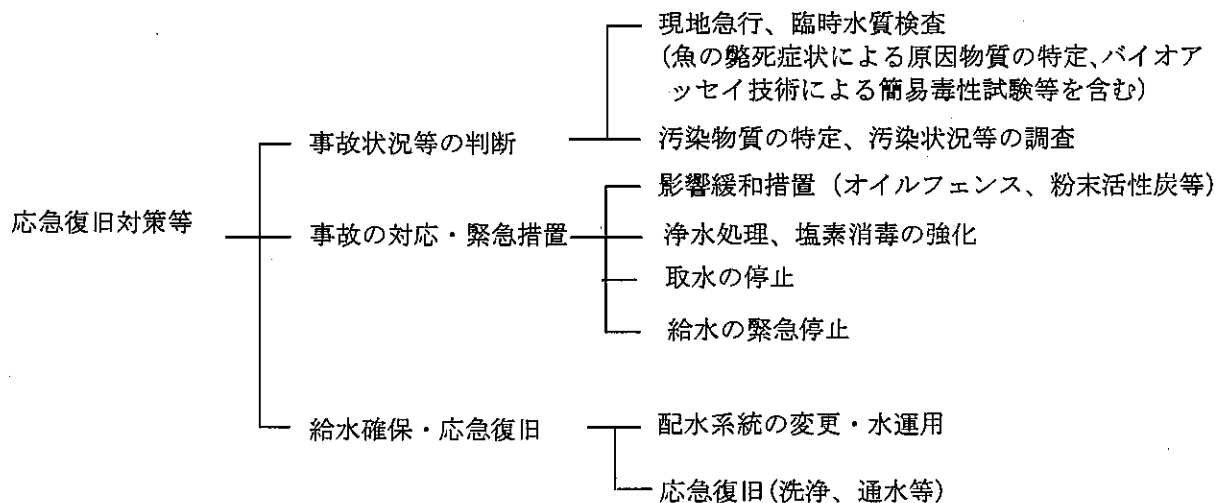 現地急行、臨時水質検査
(魚の斃死症状による原因物質の特定、バイオア
ッセイ技術による簡易毒性試験等を含む)
事故状況等の判断
汚染物質の特定、汚染状況等の調査
影響緩和措置 (オイルフェンス、粉末活性炭等)
応急復旧対策等
事故の対応・緊急措置
浄水処理、塩素消毒の強化
取水の停止
給水の緊急停止
給水確保・応急復旧
配水系統の変更・水運用
応急復旧(洗浄、通水等)